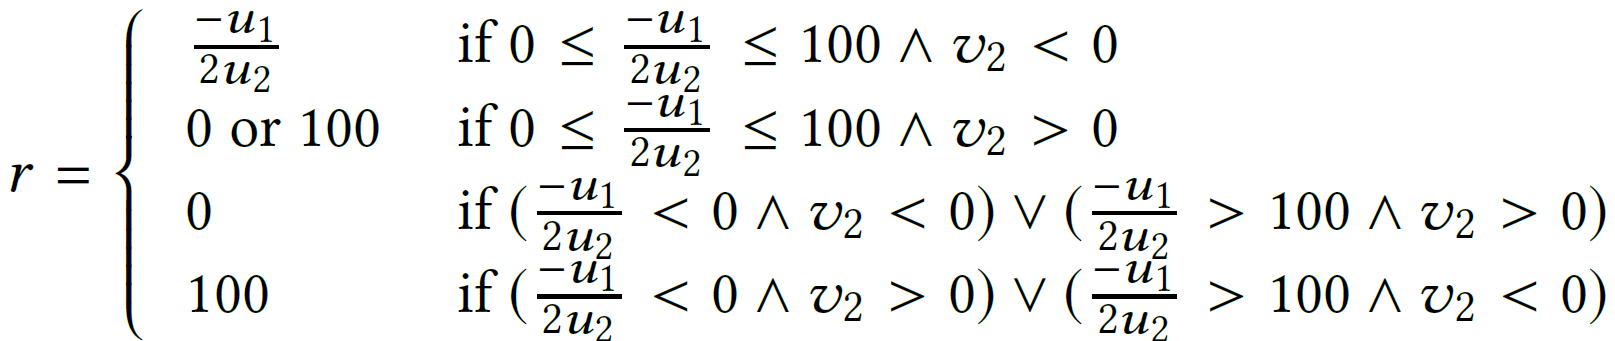 r = { -u₁/2u₂ if 0 ≤ -u₁/2u₂ ≤ 100 ∧ v₂ < 0
0 or 100 if 0 ≤ -u₁/2u₂ ≤ 100 ∧ v₂ > 0
0 if (-u₁/2u₂ < 0 ∧ v₂ < 0) ∨ (-u₁/2u₂ > 100 ∧ v₂ > 0)
100 if (-u₁/2u₂ < 0 ∧ v₂ > 0) ∨ (-u₁/2u₂ > 100 ∧ v₂ < 0)